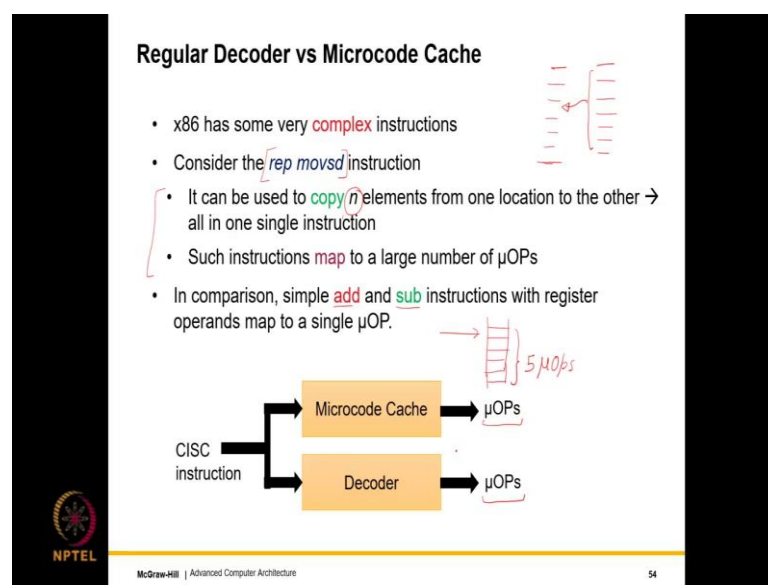 Regular Decoder vs Microcode Cache
• x86 has some very complex instructions
• Consider the rep movsd instruction
• It can be used to copy n elements from one location to the other →
all in one single instruction
• Such instructions map to a large number of µOPs
• In comparison, simple add and sub instructions with register
operands map to a single µOP.
5 µOps
Microcode Cache
µOPs
CISC
instruction
Decoder
µOPs
NPTEL
McGraw-Hill | Advanced Computer Architecture
54